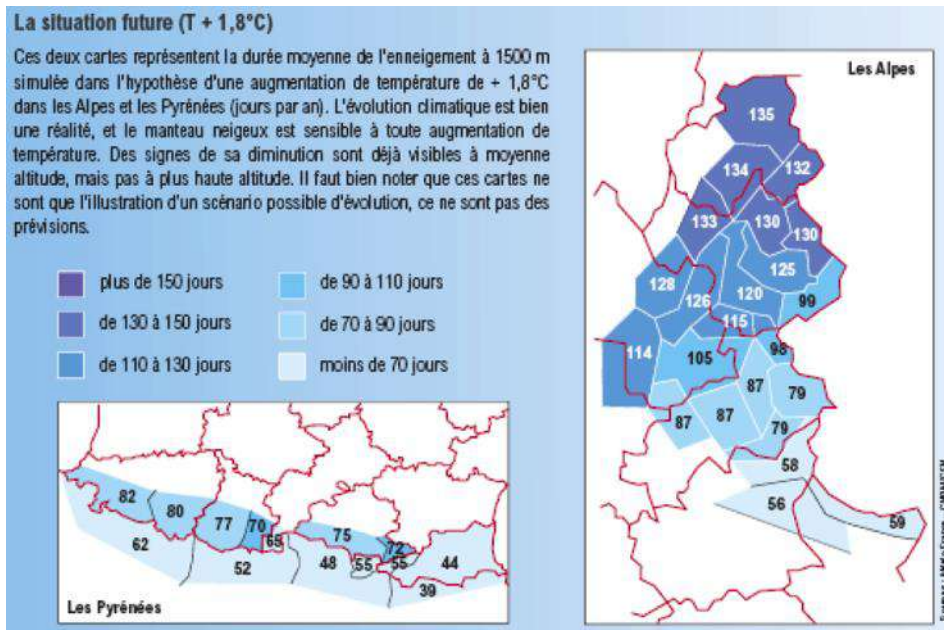 La situation future (T + 1,8°C)
Ces deux cartes représentent la durée moyenne de l'enneigement à 1500 m
simulée dans l'hypothèse d'une augmentation de température de + 1,8°C
dans les Alpes et les Pyrénées (jours par an). L'évolution climatique est bien
une réalité, et le manteau neigeux est sensible à toute augmentation de
température. Des signes de sa diminution sont déjà visibles à moyenne
altitude, mais pas à plus haute altitude. Il faut bien noter que ces cartes ne
sont que l'illustration d'un scénario possible d'évolution, ce ne sont pas des
prévisions.
plus de 150 jours
de 130 à 150 jours
de 110 à 130 jours
de 90 à 110 jours
de 70 à 90 jours
moins de 70 jours
82
80
77
70
65
75
72
62
52
48
55
55
44
39
Les Pyrénées
Les Alpes
135
134
132
133
130
130
128
126
125
120
99
115
114
105
98
87
79
87
87
79
58
56
59